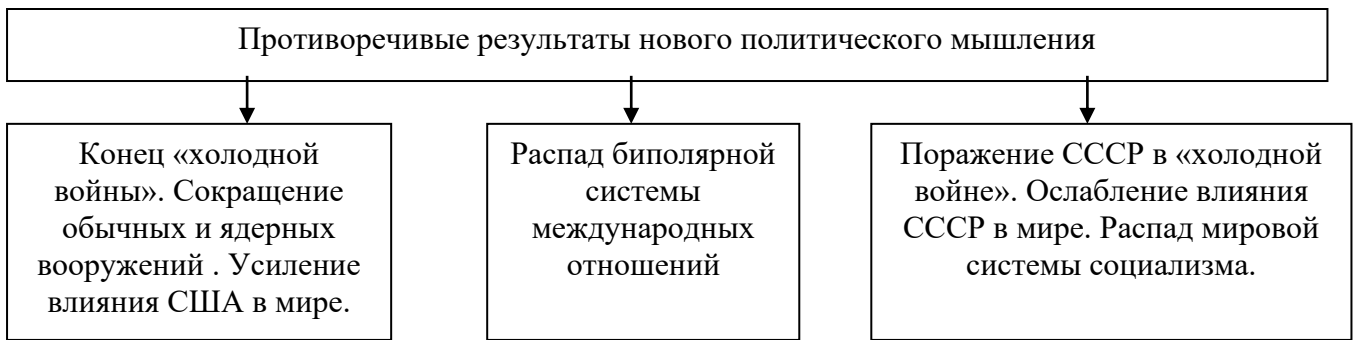 Противоречивые результаты нового политического мышления
Конец «холодной
войны». Сокращение
обычных и ядерных
вооружений . Усиление
влияния США в мире.
Распад биполярной
системы
международных
отношений
Поражение СССР в «холодной
войне». Ослабление влияния
СССР в мире. Распад мировой
системы социализма.